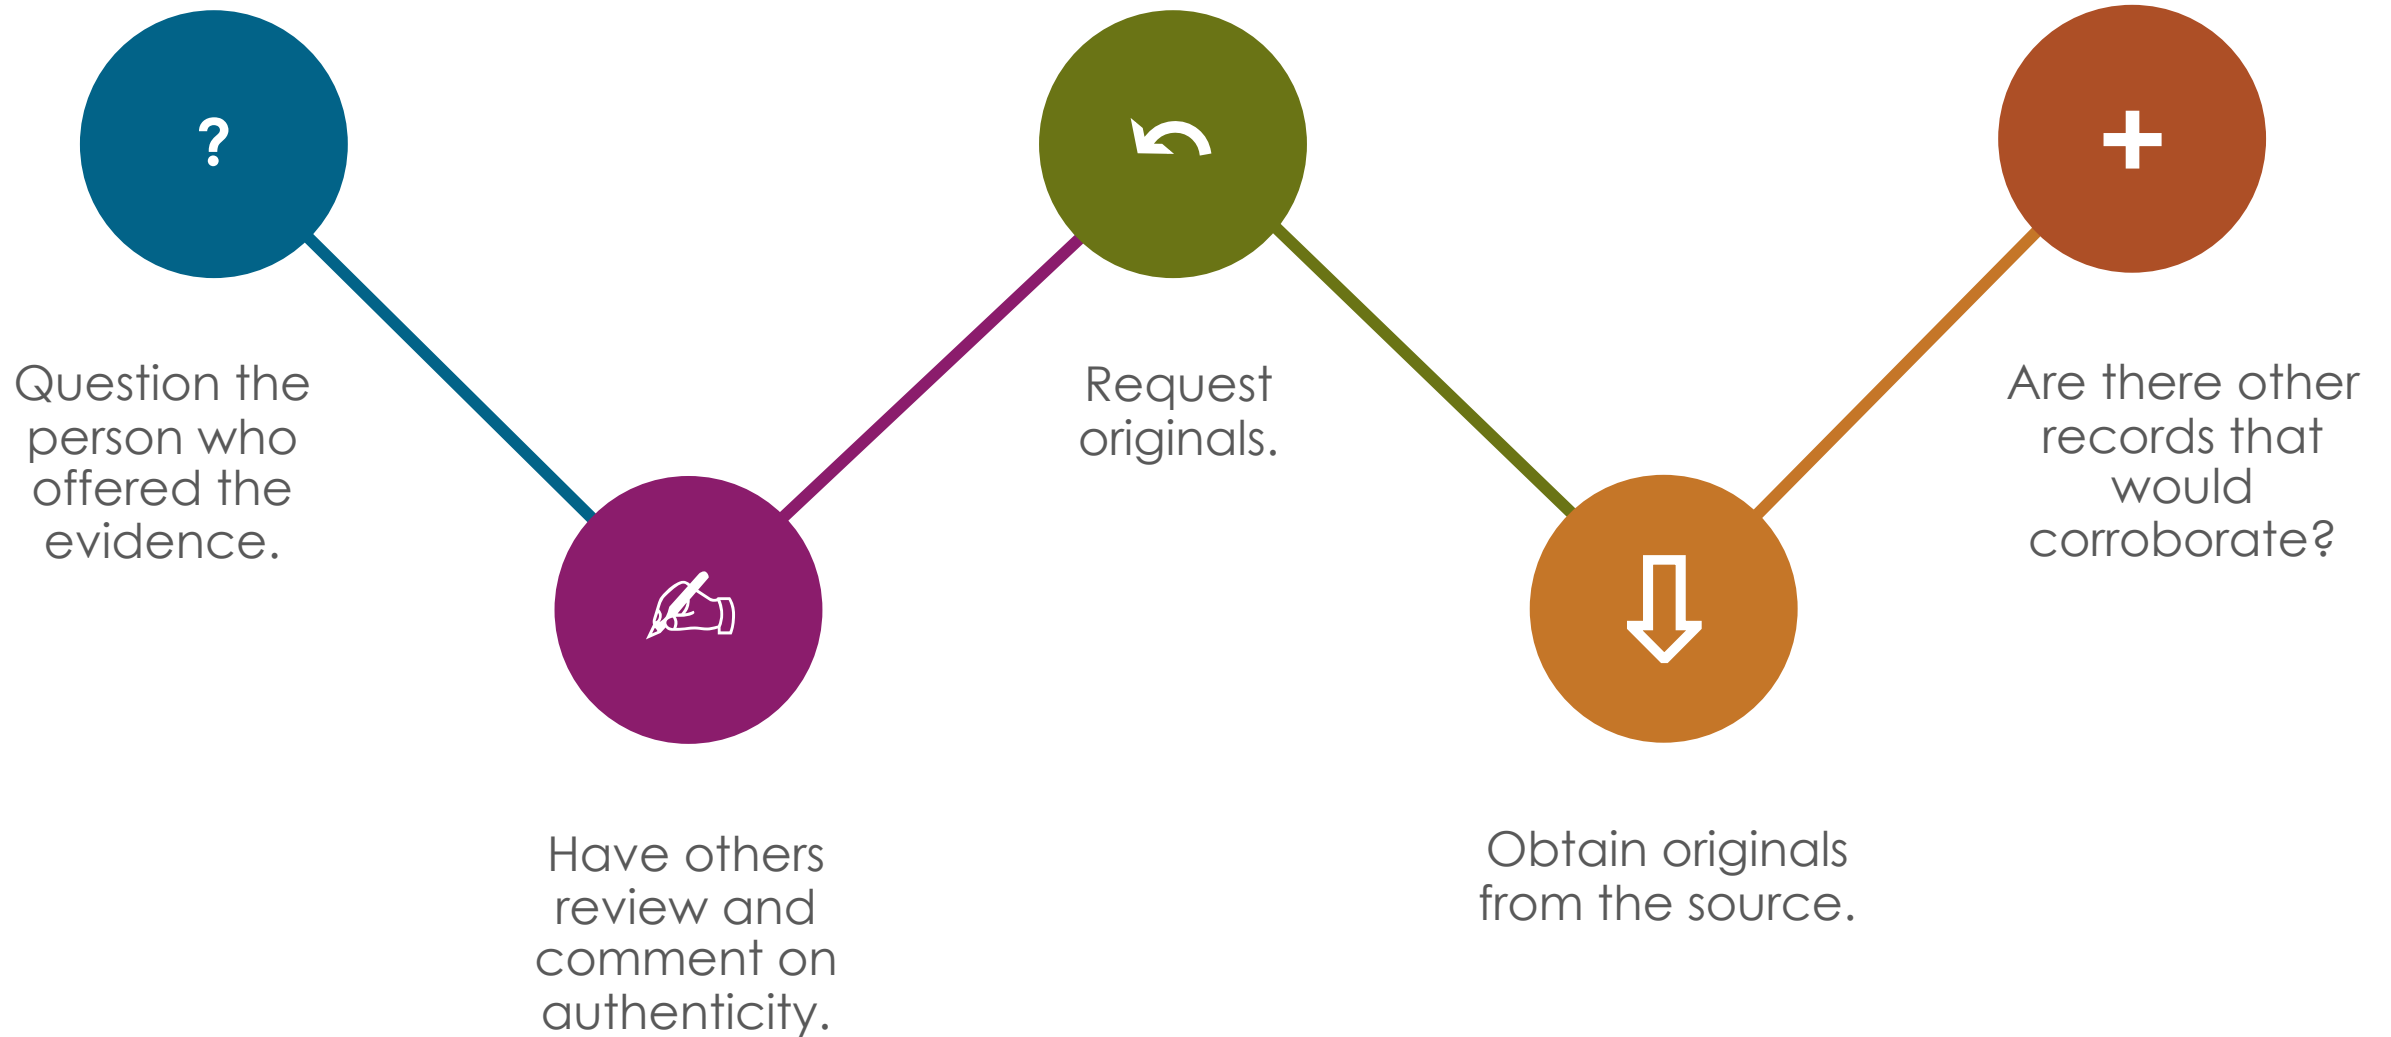 ?
Question the
person who
offered the
evidence.
Have others
review and
comment on
authenticity.
Request
originals.
Obtain originals
from the source.
+
Are there other
records that
would
corroborate?